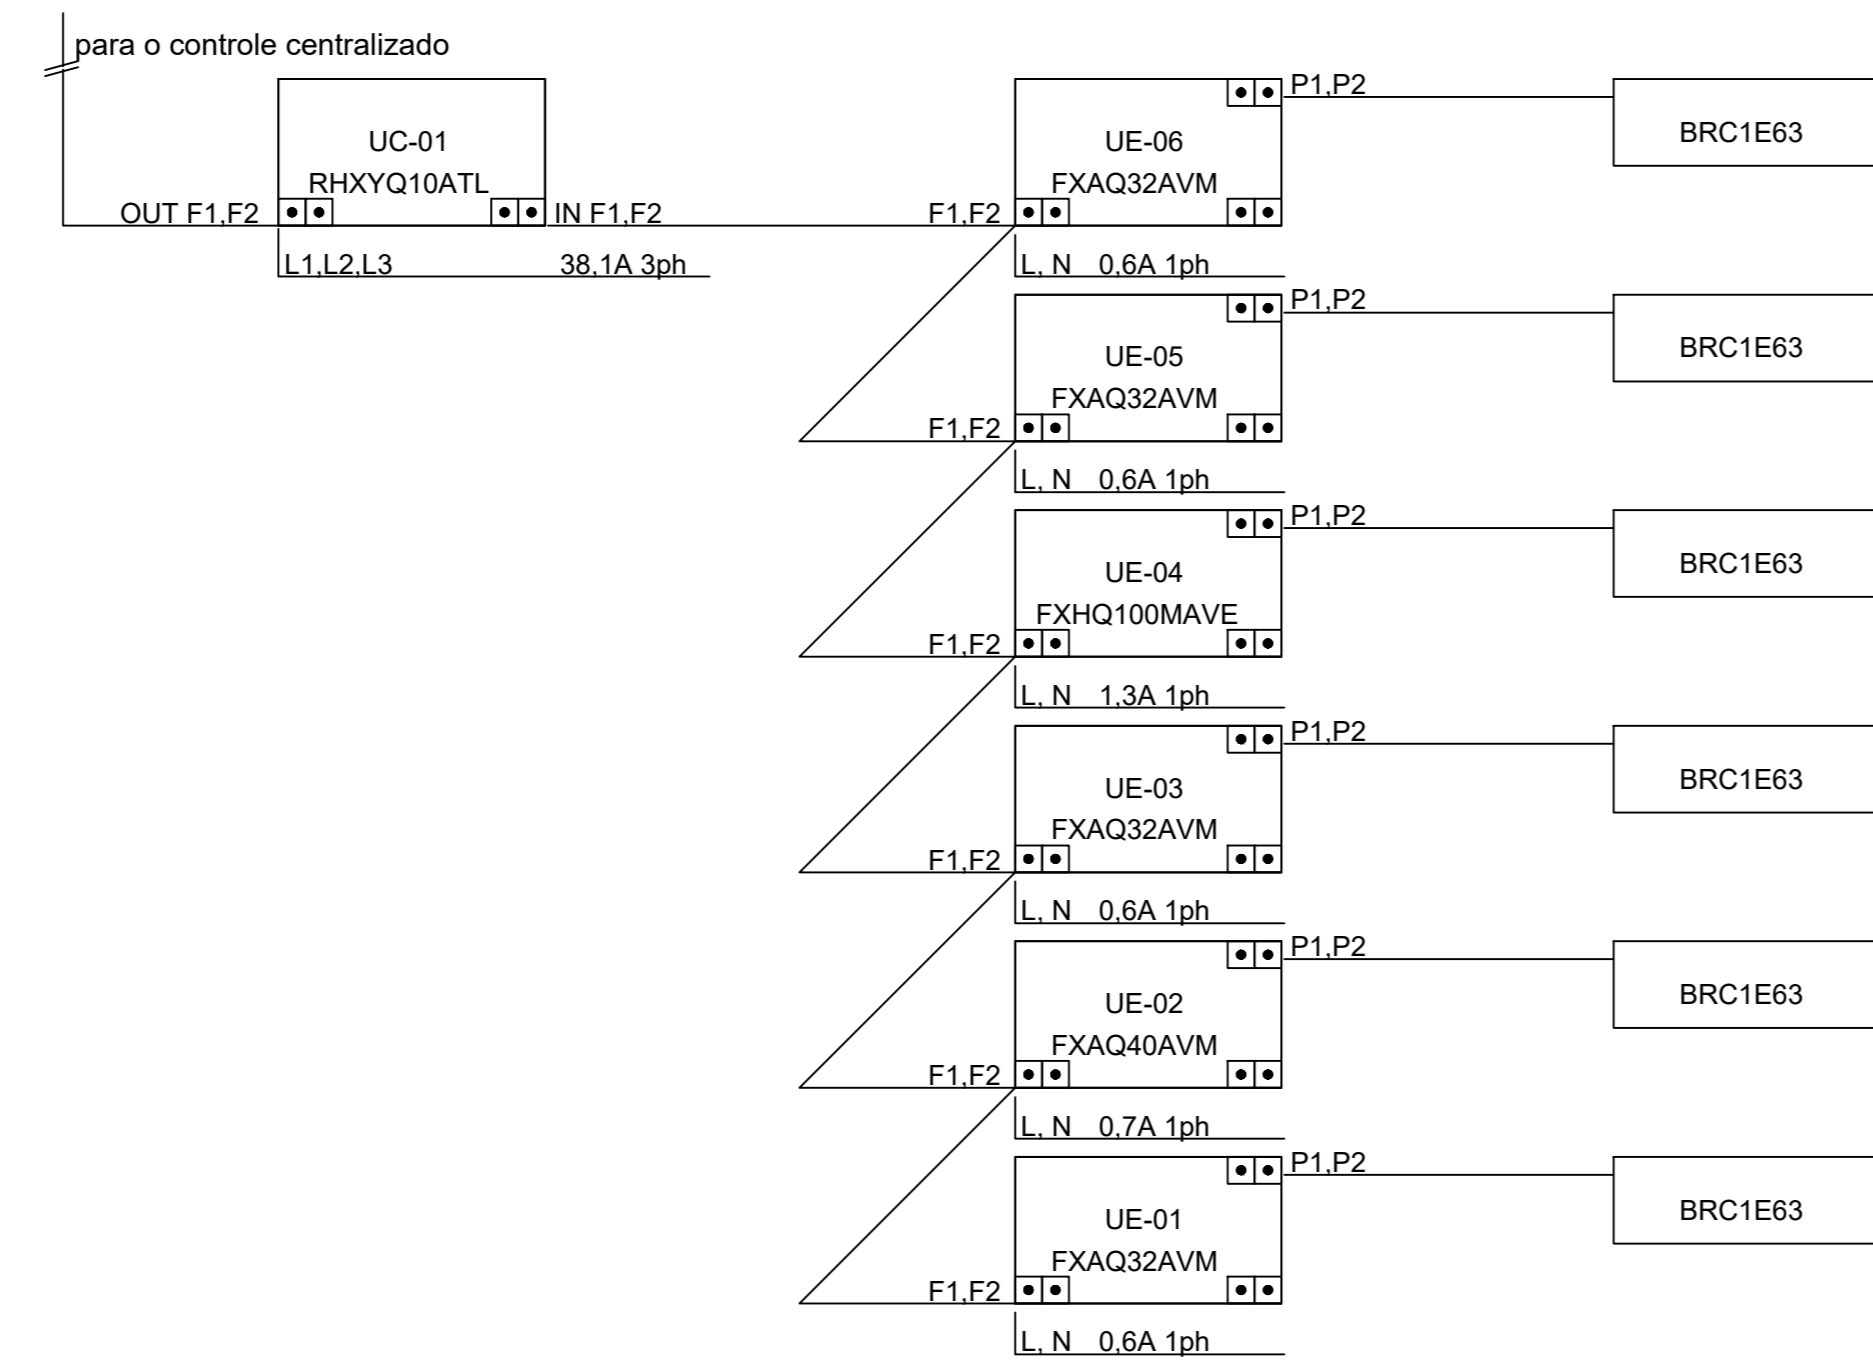 para o controle centralizado
UC-01
RHXYQ10ATL
OUT F1,F2
IN F1,F2
L1,L2,L3 38,1A 3ph
P1,P2
UE-06
FXAQ32AVM
BRC1E63
F1,F2
L, N 0,6A 1ph
P1,P2
UE-05
FXAQ32AVM
BRC1E63
F1,F2
L, N 0,6A 1ph
P1,P2
UE-04
FXHQ100MAVE
BRC1E63
F1,F2
L, N 1,3A 1ph
P1,P2
UE-03
FXAQ32AVM
BRC1E63
F1,F2
L, N 0,6A 1ph
P1,P2
UE-02
FXAQ40AVM
BRC1E63
F1,F2
L, N 0,7A 1ph
P1,P2
UE-01
FXAQ32AVM
BRC1E63
F1,F2
L, N 0,6A 1ph